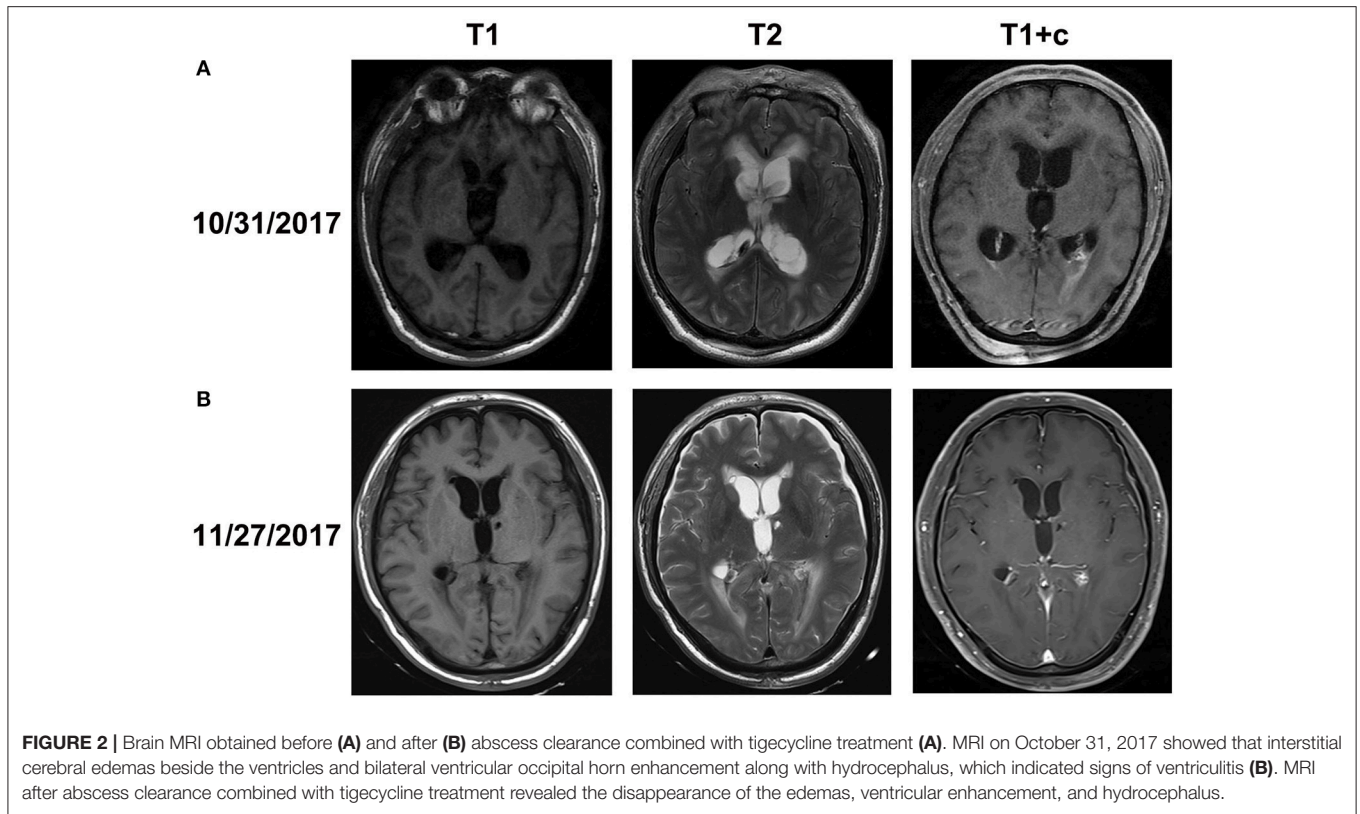 T1 T2 T1+c
A
10/31/2017
B
11/27/2017
FIGURE 2 | Brain MRI obtained before (A) and after (B) abscess clearance combined with tigecycline treatment (A). MRI on October 31, 2017 showed that interstitial
cerebral edemas beside the ventricles and bilateral ventricular occipital horn enhancement along with hydrocephalus, which indicated signs of ventriculitis (B). MRI
after abscess clearance combined with tigecycline treatment revealed the disappearance of the edemas, ventricular enhancement, and hydrocephalus.